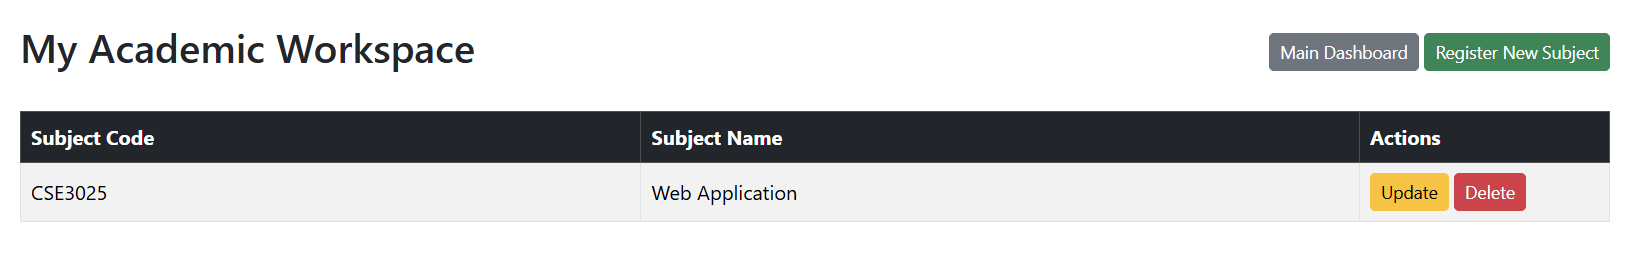 My Academic Workspace
Main Dashboard Register New Subject
Subject Code Subject Name Actions
CSE3025 Web Application Update Delete